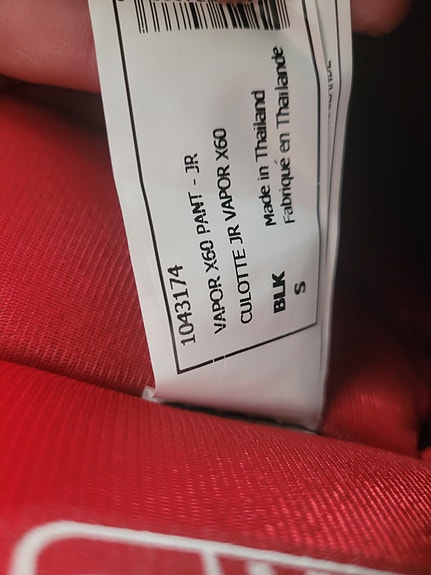 1043174
VAPOR X60 PANT - JR
CULOTTE JR VAPOR X60
Made in Thailand
Fabriqué en Thaïlande
BLK
S